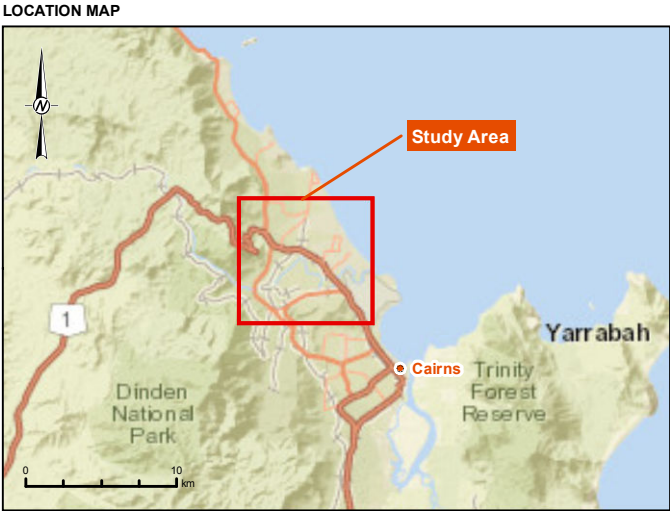 LOCATION MAP
N
Study Area
1
Yarrabah
Cairns
Trinity
Forest
Reserve
Dinden
National
Park
0 10
km